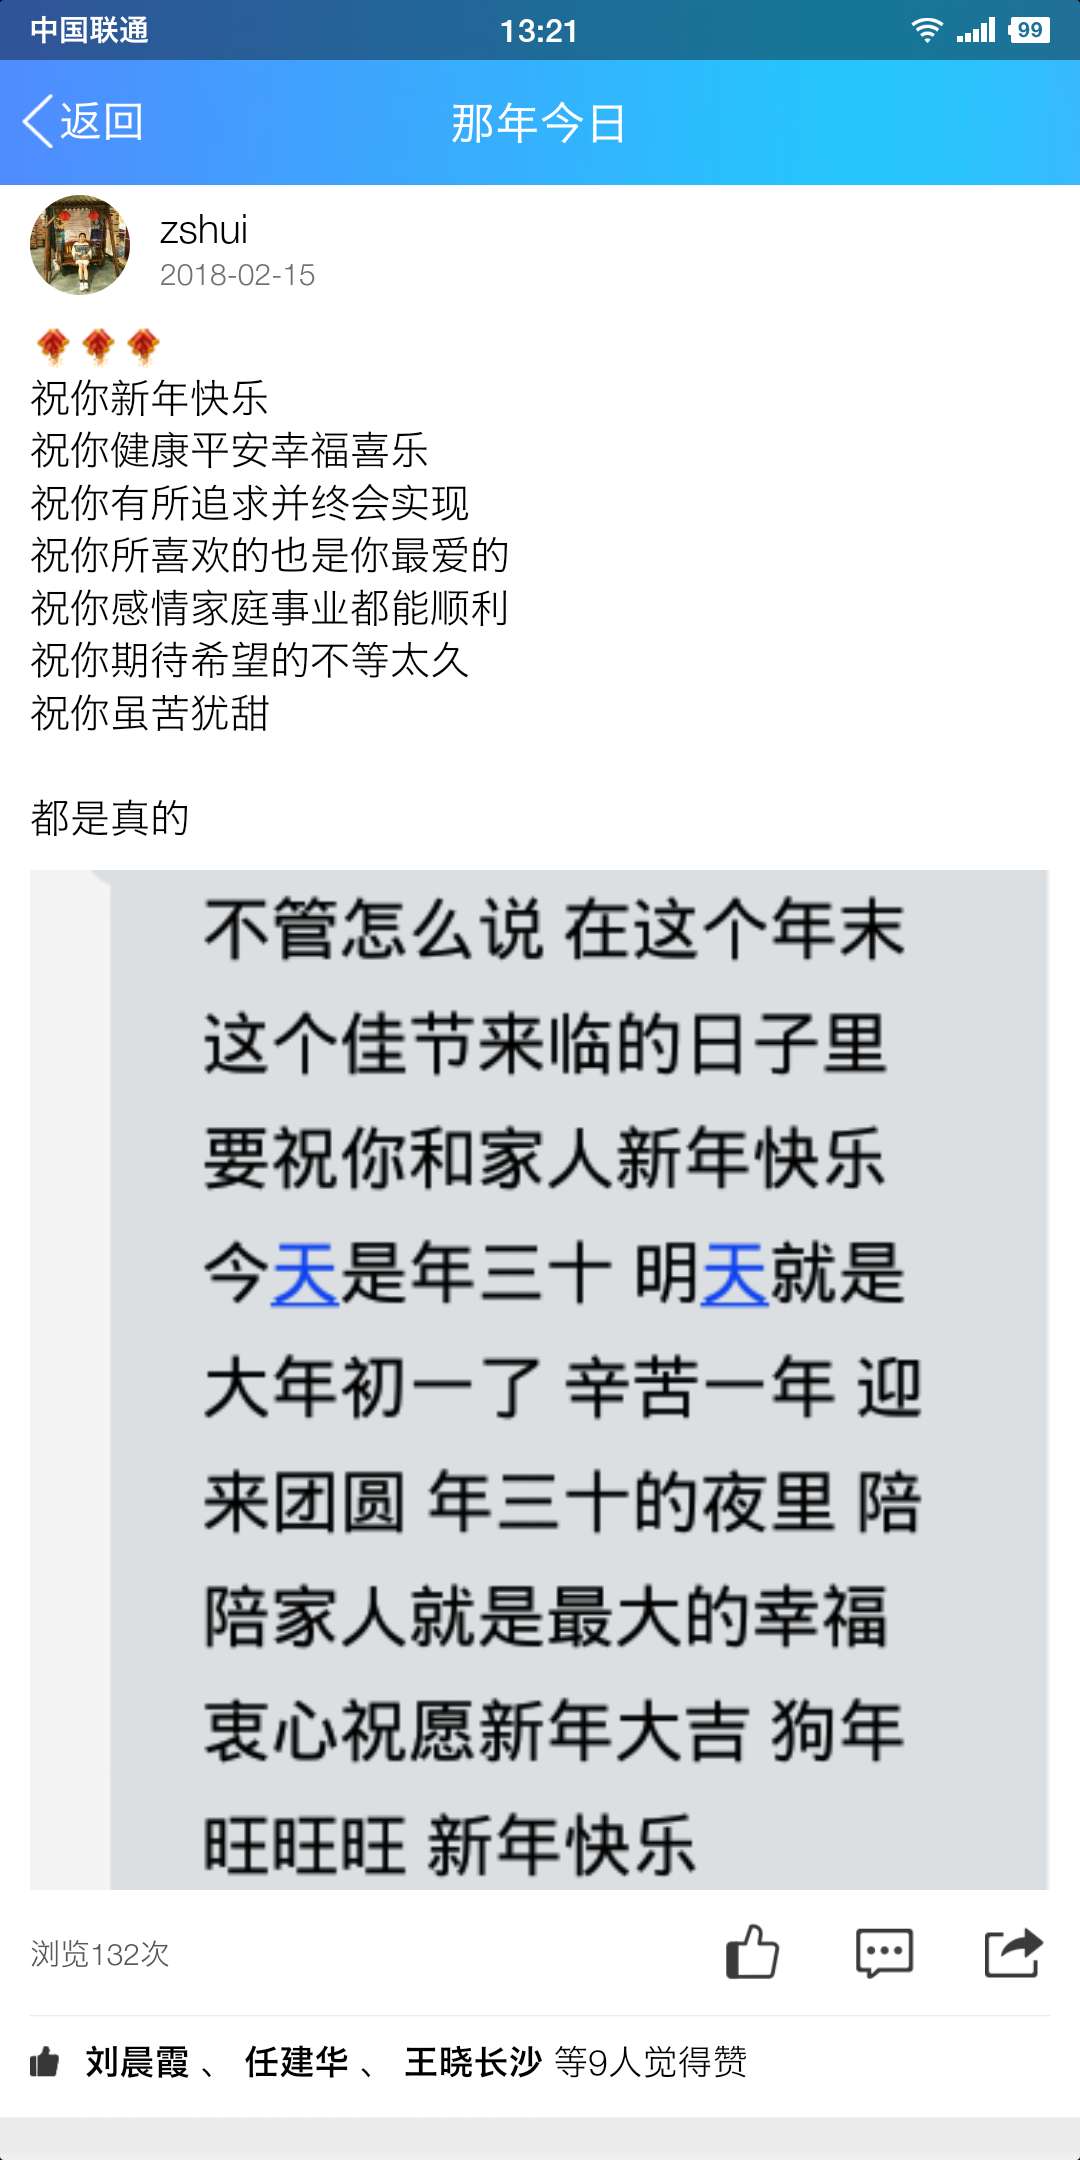 中国联通 13:21 99
返回 那年今日
zshui
2018-02-15
祝你新年快乐
祝你健康平安幸福喜乐
祝你有所追求并终会实现
祝你所喜欢的也是你最爱的
祝你感情家庭事业都能顺利
祝你期待希望的不等太久
祝你虽苦犹甜
都是真的
不管怎么说 在这个年末
这个佳节来临的日子里
要祝你和家人新年快乐
今天是年三十 明天就是
大年初一了 辛苦一年 迎
来团圆 年三十的夜里 陪
陪家人就是最大的幸福
衷心祝愿新年大吉 狗年
旺旺旺 新年快乐
浏览132次
刘晨霞 、 任建华 、 王晓长沙 等9人觉得赞